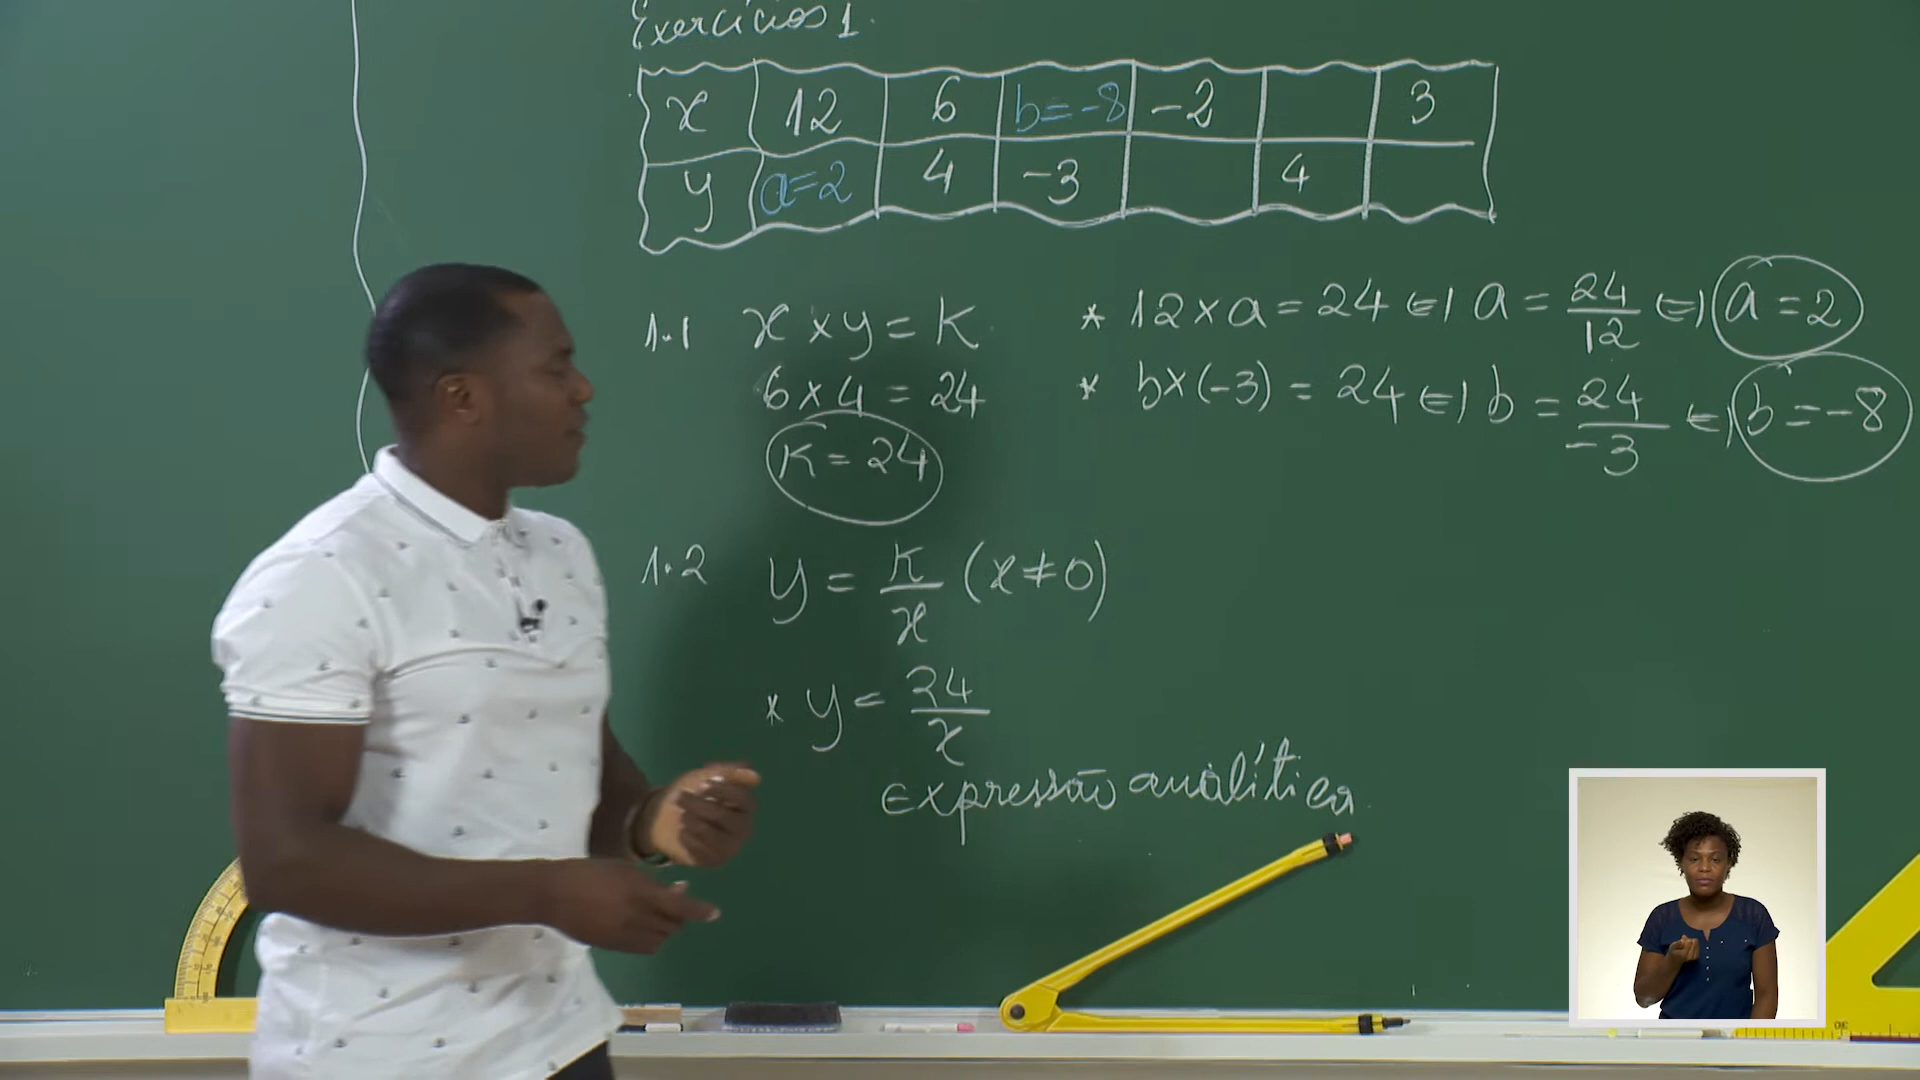 Exercícios 1.
x 12 6 b=-8 -2 3
y a=2 4 -3 4
1.1 x × y = K
* 12 × a = 24 ⇔ a = 24/12 ⇔ a = 2
6 × 4 = 24
* b × (-3) = 24 ⇔ b = 24/-3 ⇔ b = -8
K = 24
1.2 y = K/x (x ≠ 0)
* y = 24/x
Expressão analítica